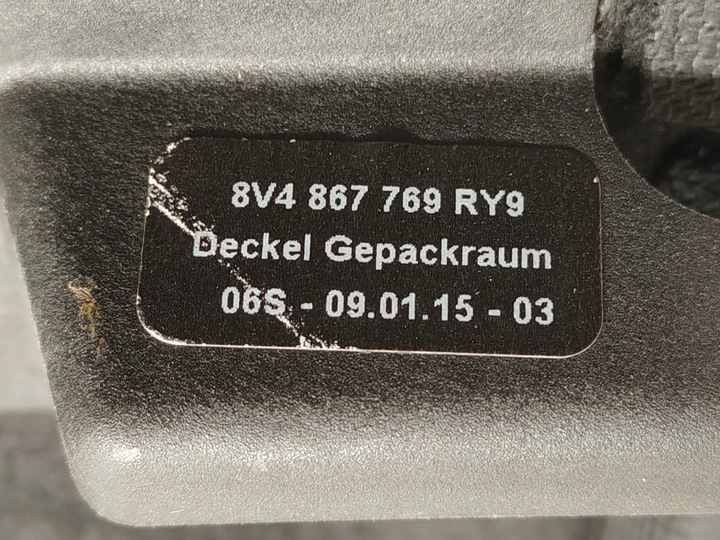 8V4 867 769 RY9
Deckel Gepackraum
06S - 09.01.15 - 03